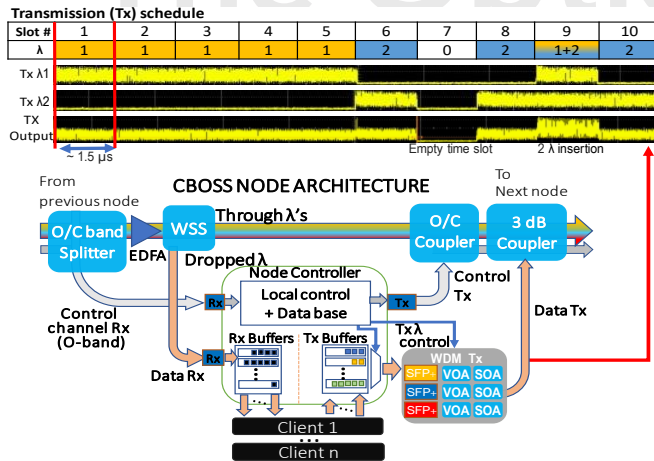 Transmission (Tx) schedule
Slot # 1 2 3 4 5 6 7 8 9 10
λ 1 1 1 1 1 2 0 2 1+2 2
Tx λ1
Tx λ2
TX
Output
~ 1.5 µs
Empty time slot
2 λ insertion
From
previous node
CBOSS NODE ARCHITECTURE
To
Next node
O/C band
Splitter
EDFA
WSS
Through λ's
O/C
Coupler
3 dB
Coupler
Dropped λ
Node Controller
Control
Tx
Rx
Local control
+ Data base
Tx
Data Tx
Control
channel Rx
(O-band)
Rx Buffers
Tx Buffers
Tx λ
control
Data Rx
Rx
WDM Tx
SFP+ VOA SOA
SFP+ VOA SOA
SFP+ VOA SOA
Client 1
Client n